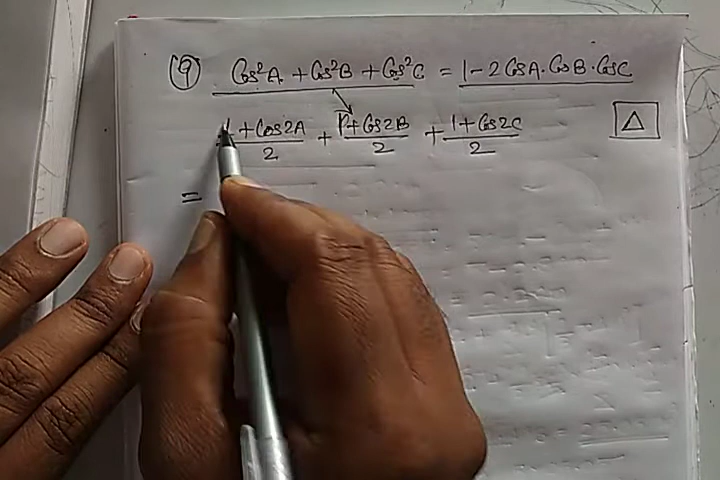 9 Cos²A + Cos²B + Cos²C = 1 - 2 CosA. CosB. CosC
1 + Cos2A / 2 + 1 + Cos2B / 2 + 1 + Cos2C / 2 △
=